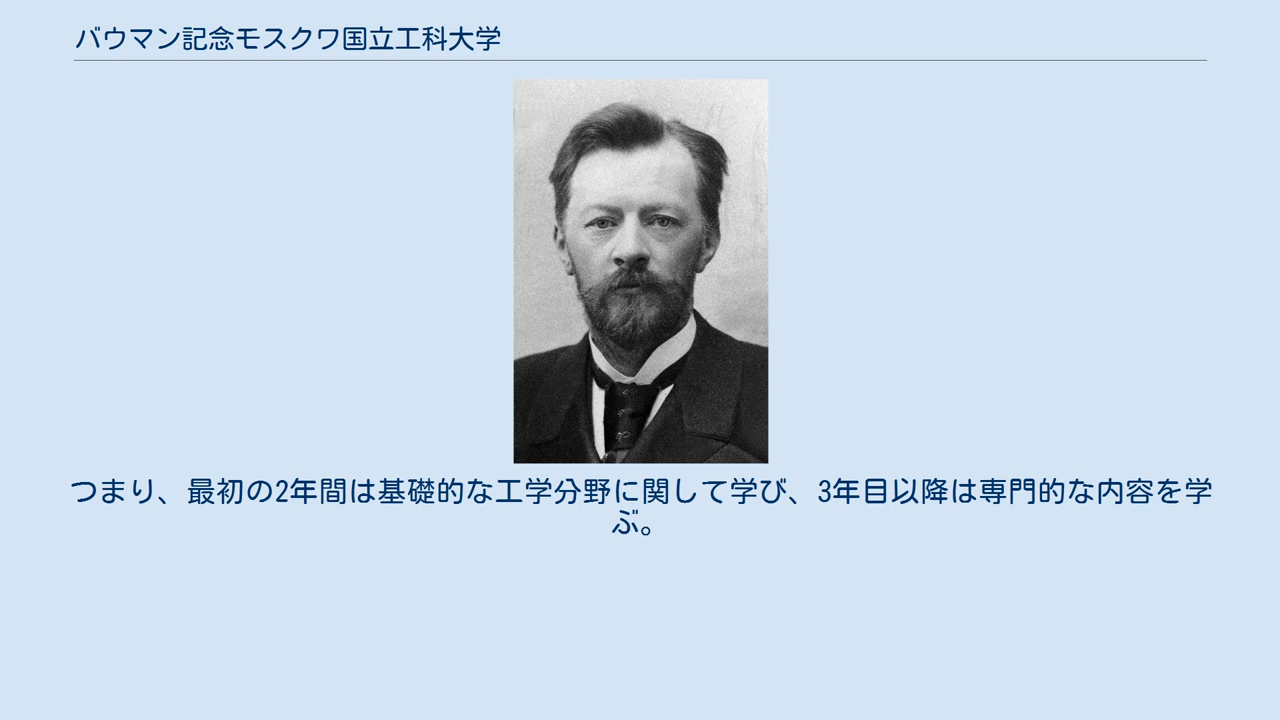 バウマン記念モスクワ国立工科大学
つまり、最初の2年間は基礎的な工学分野に関して学び、3年目以降は専門的な内容を学
ぶ。